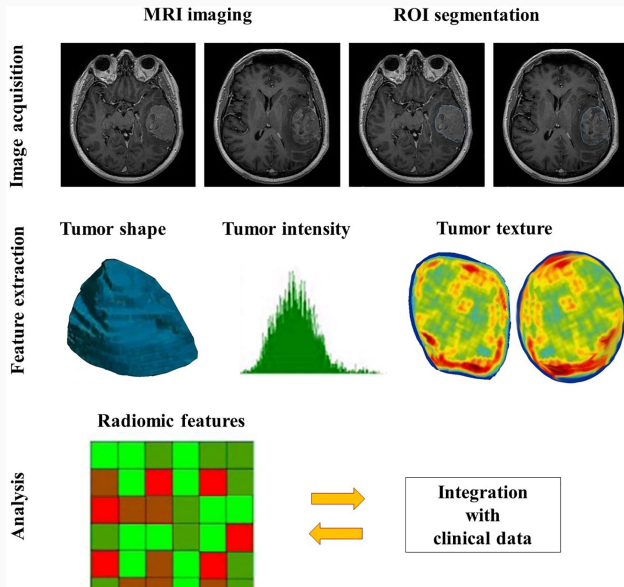 MRI imaging
ROI segmentation
Image acquisition
Tumor shape
Tumor intensity
Tumor texture
Feature extraction
Radiomic features
Analysis
Integration
with
clinical data